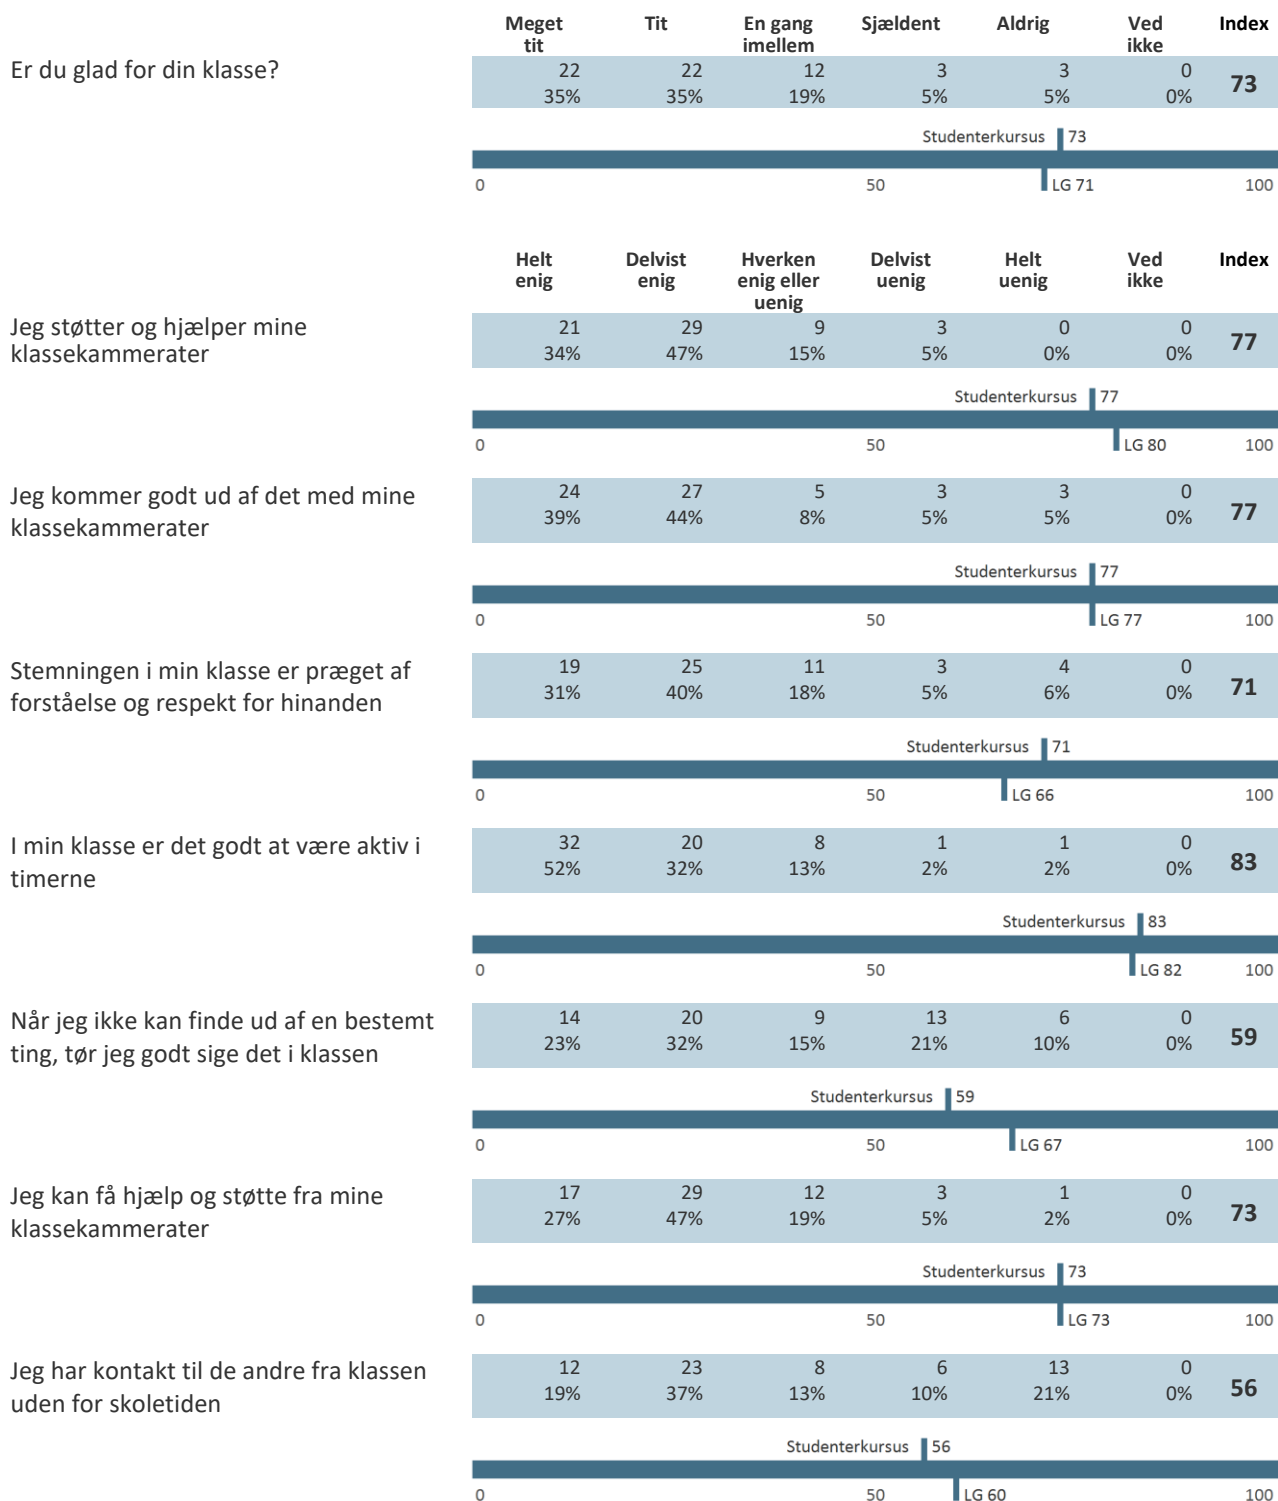 Meget tit Tit En gang imellem Sjældent Aldrig Ved ikke Index
Er du glad for din klasse?
22 22 12 3 3 0 73
35% 35% 19% 5% 5% 0%
Studenterkursus 73
0 50 LG 71 100
Helt enig Delvist enig Hverken enig eller uenig Delvist uenig Helt uenig Ved ikke Index
Jeg støtter og hjælper mine
klassekammerater
21 29 9 3 0 0 77
34% 47% 15% 5% 0% 0%
Studenterkursus 77
0 50 LG 80 100
Jeg kommer godt ud af det med mine
klassekammerater
24 27 5 3 3 0 77
39% 44% 8% 5% 5% 0%
Studenterkursus 77
0 50 LG 77 100
Stemningen i min klasse er præget af
forståelse og respekt for hinanden
19 25 11 3 4 0 71
31% 40% 18% 5% 6% 0%
Studenterkursus 71
0 50 LG 66 100
I min klasse er det godt at være aktiv i
timerne
32 20 8 1 1 0 83
52% 32% 13% 2% 2% 0%
Studenterkursus 83
0 50 LG 82 100
Når jeg ikke kan finde ud af en bestemt
ting, tør jeg godt sige det i klassen
14 20 9 13 6 0 59
23% 32% 15% 21% 10% 0%
Studenterkursus 59
0 50 LG 67 100
Jeg kan få hjælp og støtte fra mine
klassekammerater
17 29 12 3 1 0 73
27% 47% 19% 5% 2% 0%
Studenterkursus 73
0 50 LG 73 100
Jeg har kontakt til de andre fra klassen
uden for skoletiden
12 23 8 6 13 0 56
19% 37% 13% 10% 21% 0%
Studenterkursus 56
0 50 LG 60 100